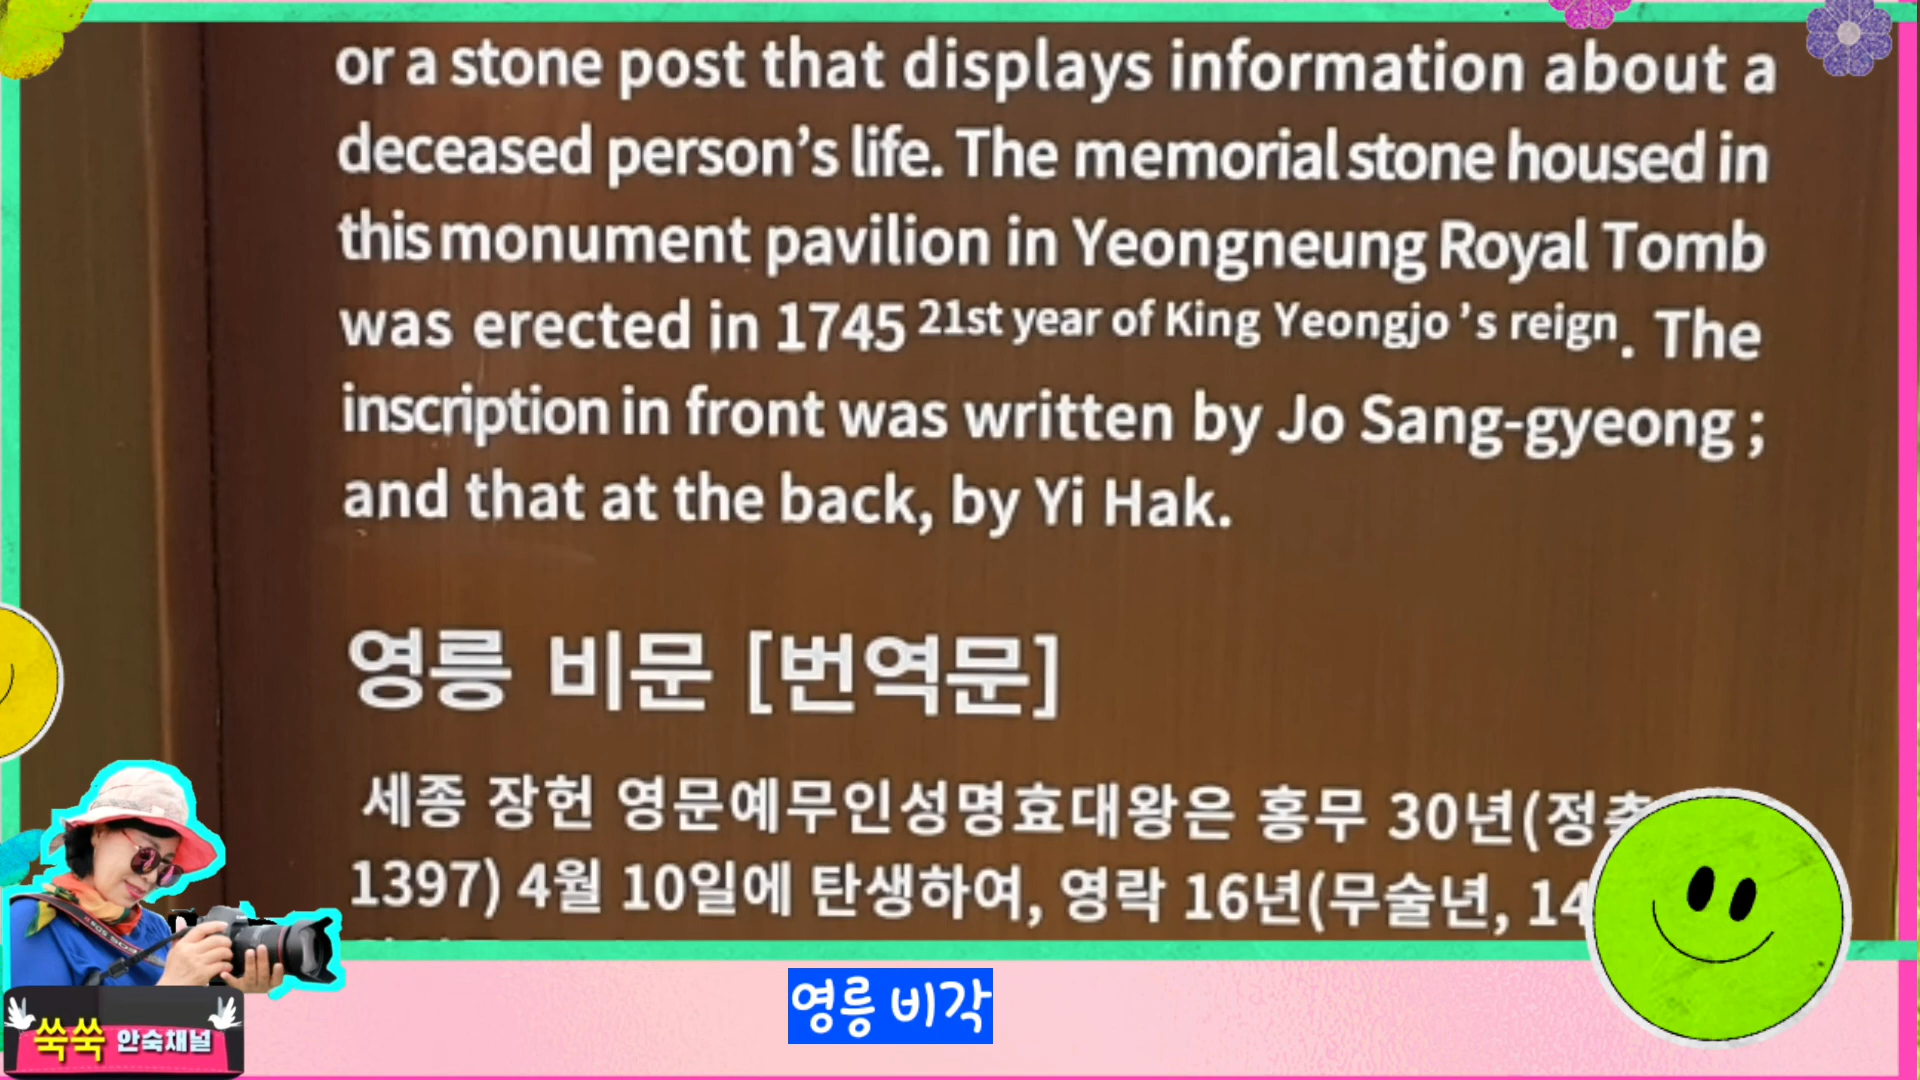 or a stone post that displays information about a
deceased person's life. The memorial stone housed in
this monument pavilion in Yeongneung Royal Tomb
was erected in 1745 21st year of King Yeongjo's reign. The
inscription in front was written by Jo Sang-gyeong ;
and that at the back, by Yi Hak.
영릉 비문 [번역문]
세종 장헌 영문예무인성명효대왕은 홍무 30년(정축
1397) 4월 10일에 탄생하여, 영락 16년(무술년, 14
영릉 비각
쑥쑥 안숙채널